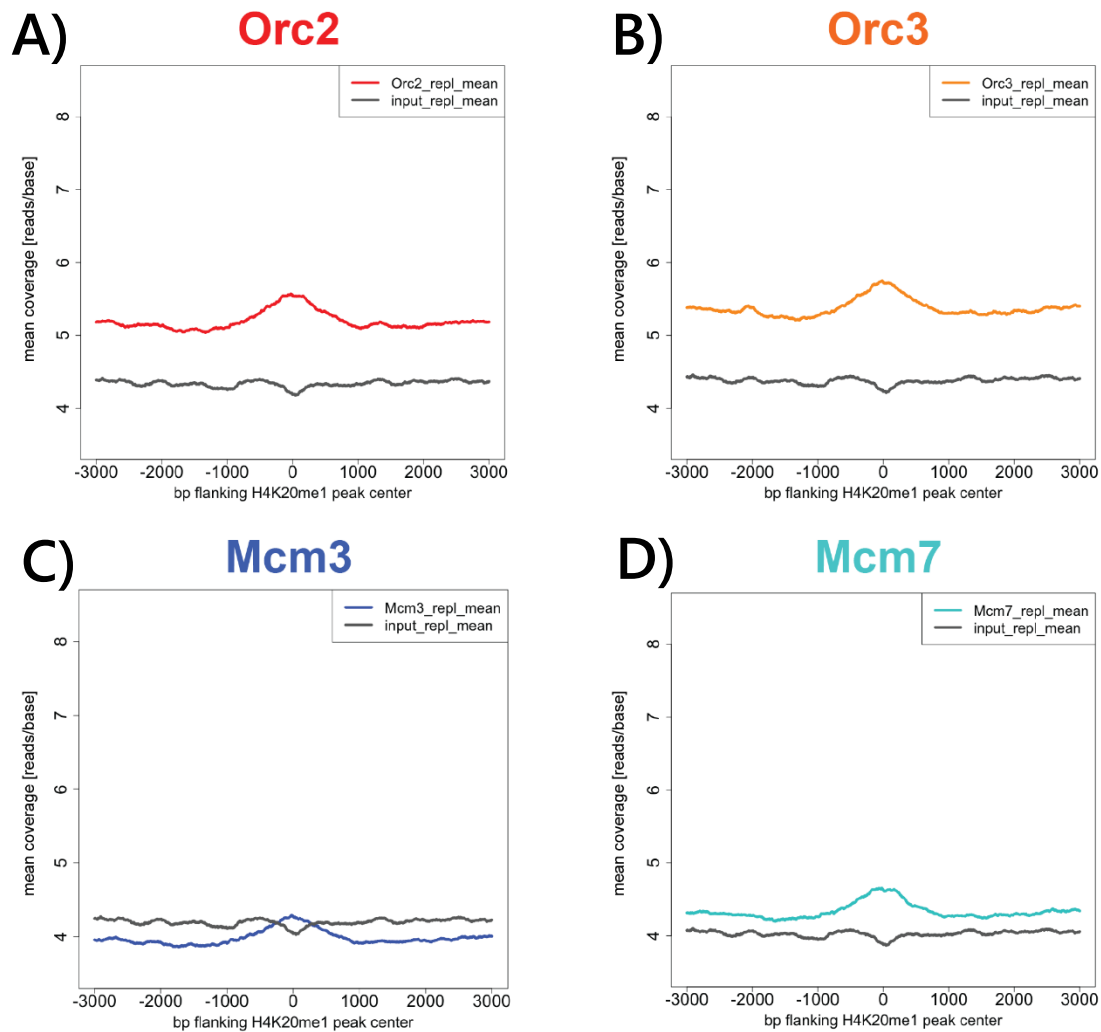 A) Orc2
Orc2_repl_mean
input_repl_mean
8
7
6
5
4
mean coverage [reads/base]
-3000 -2000 -1000 0 1000 2000 3000
bp flanking H4K20me1 peak center
B) Orc3
Orc3_repl_mean
input_repl_mean
8
7
6
5
4
mean coverage [reads/base]
-3000 -2000 -1000 0 1000 2000 3000
bp flanking H4K20me1 peak center
C) Mcm3
Mcm3_repl_mean
input_repl_mean
8
7
6
5
4
mean coverage [reads/base]
-3000 -2000 -1000 0 1000 2000 3000
bp flanking H4K20me1 peak center
D) Mcm7
Mcm7_repl_mean
input_repl_mean
8
7
6
5
4
mean coverage [reads/base]
-3000 -2000 -1000 0 1000 2000 3000
bp flanking H4K20me1 peak center